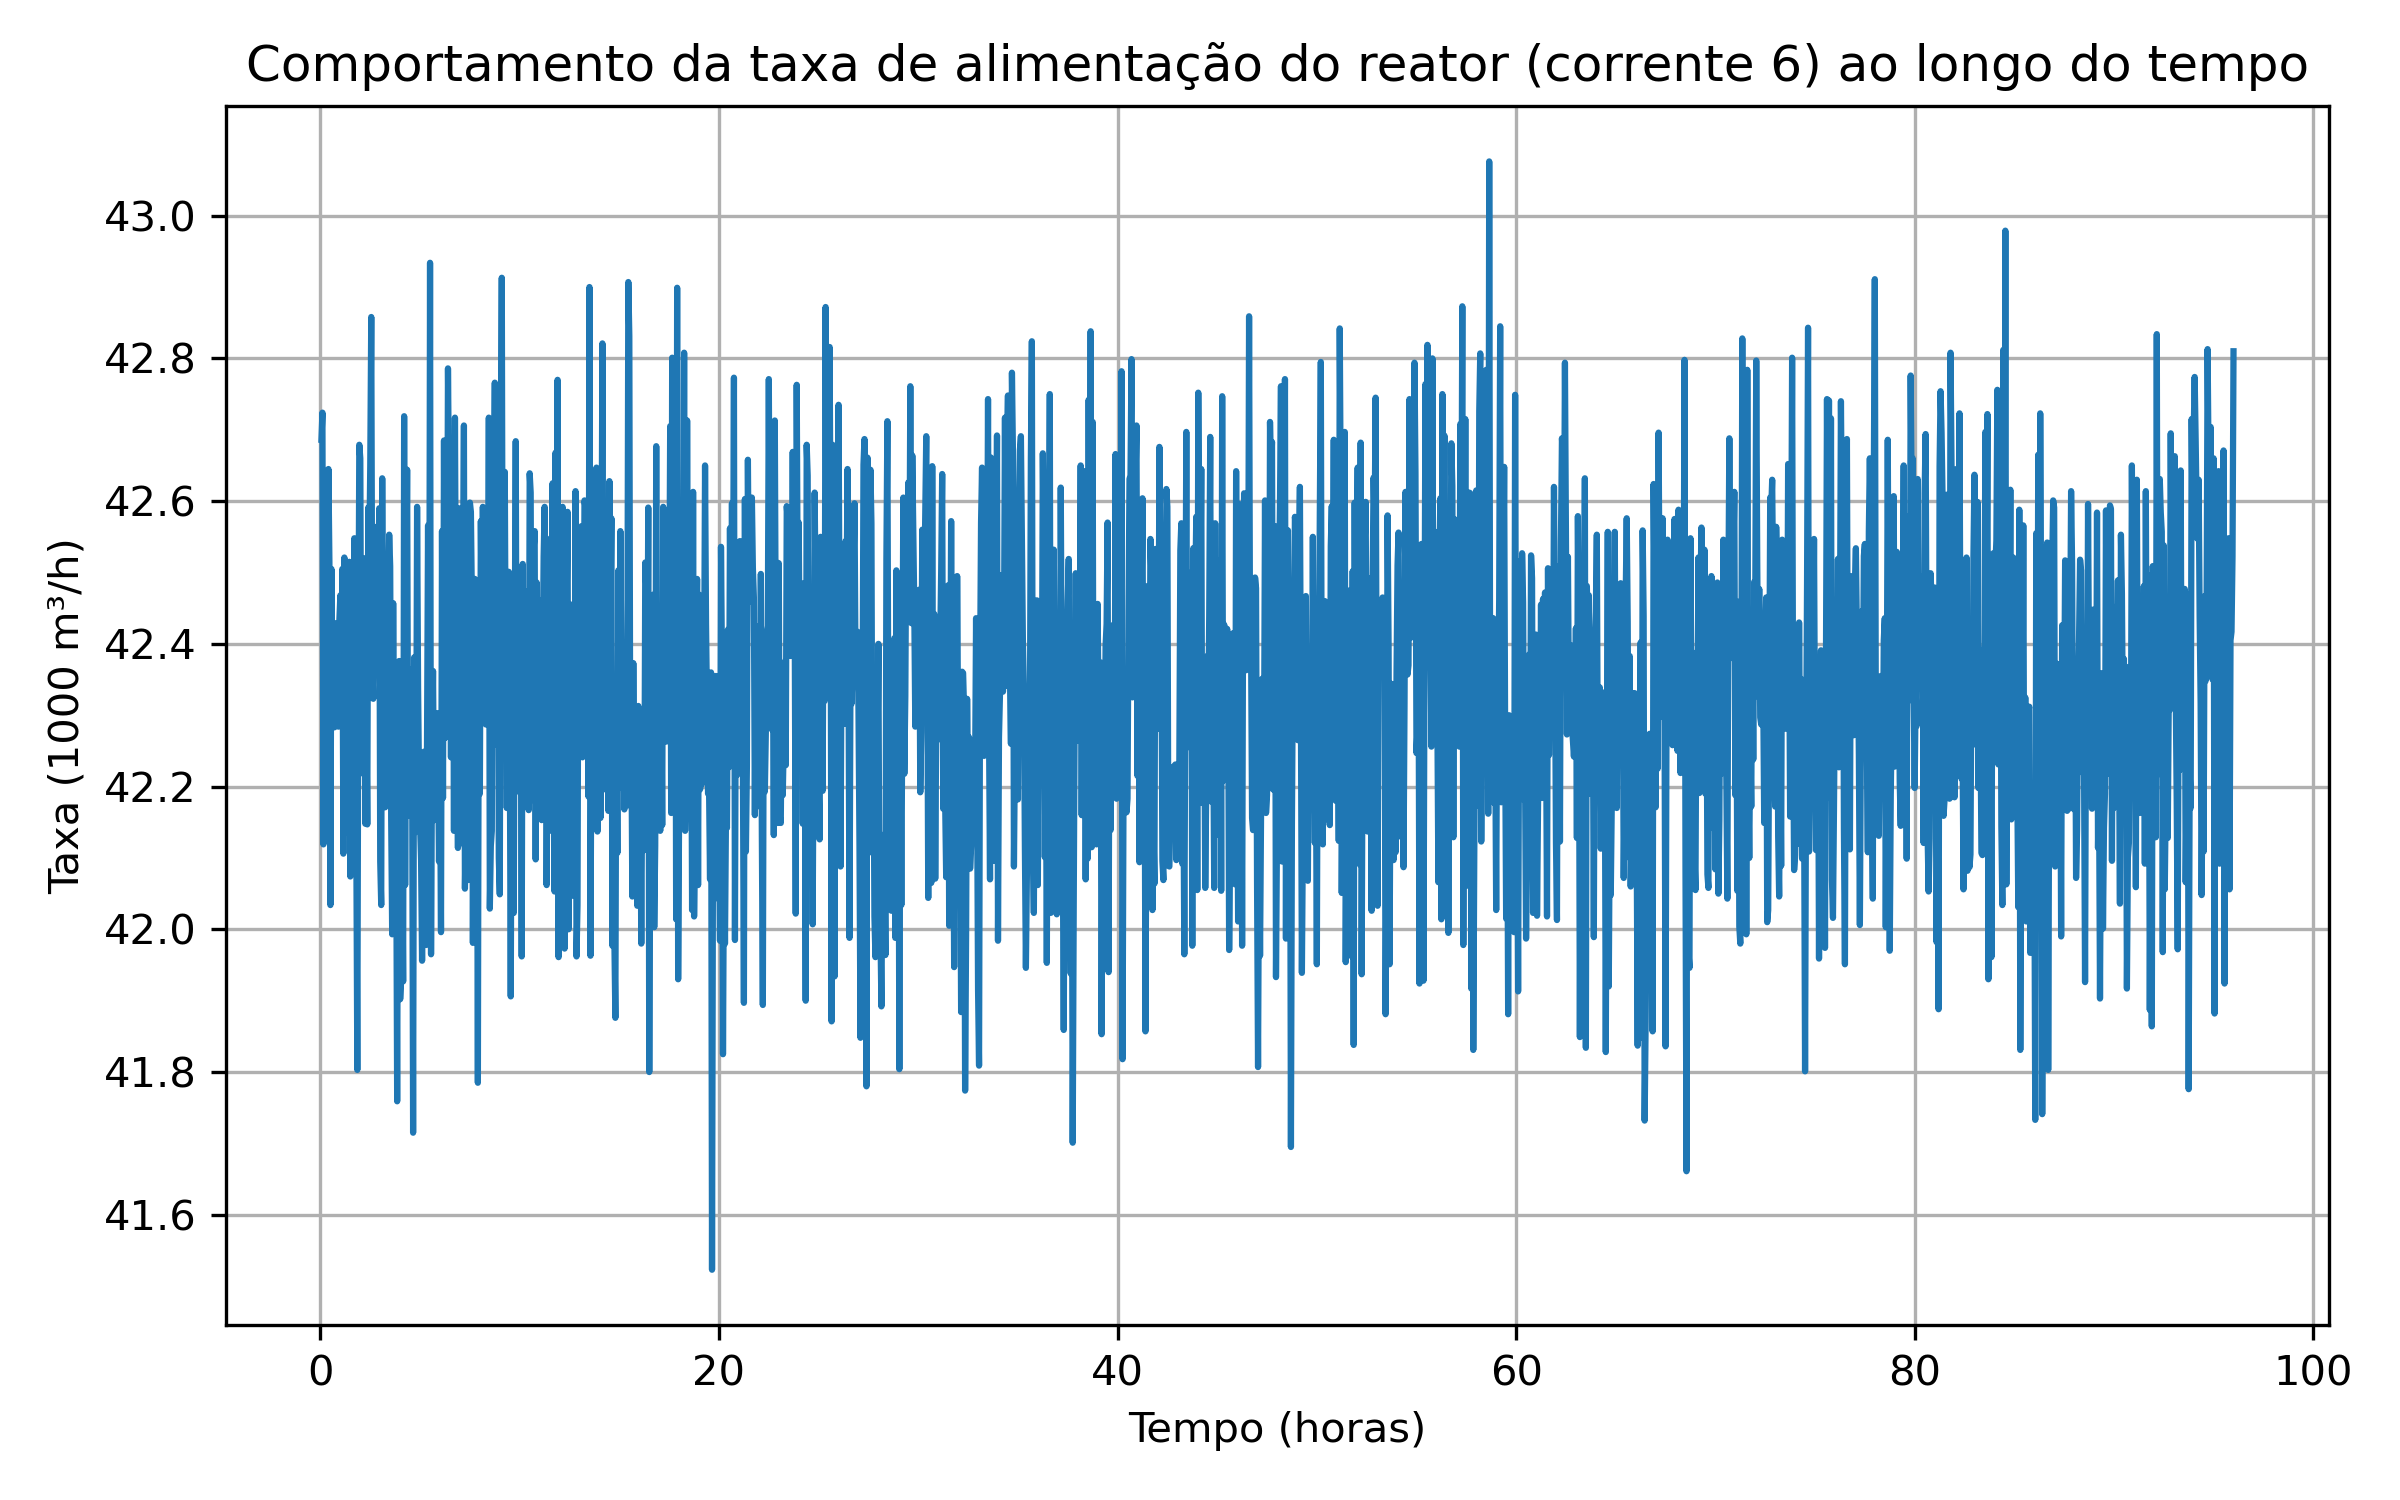 Comportamento da taxa de alimentação do reator (corrente 6) ao longo do tempo
43.0
42.8
42.6
42.4
42.2
42.0
41.8
41.6
Taxa (1000 m³/h)
0 20 40 60 80 100
Tempo (horas)